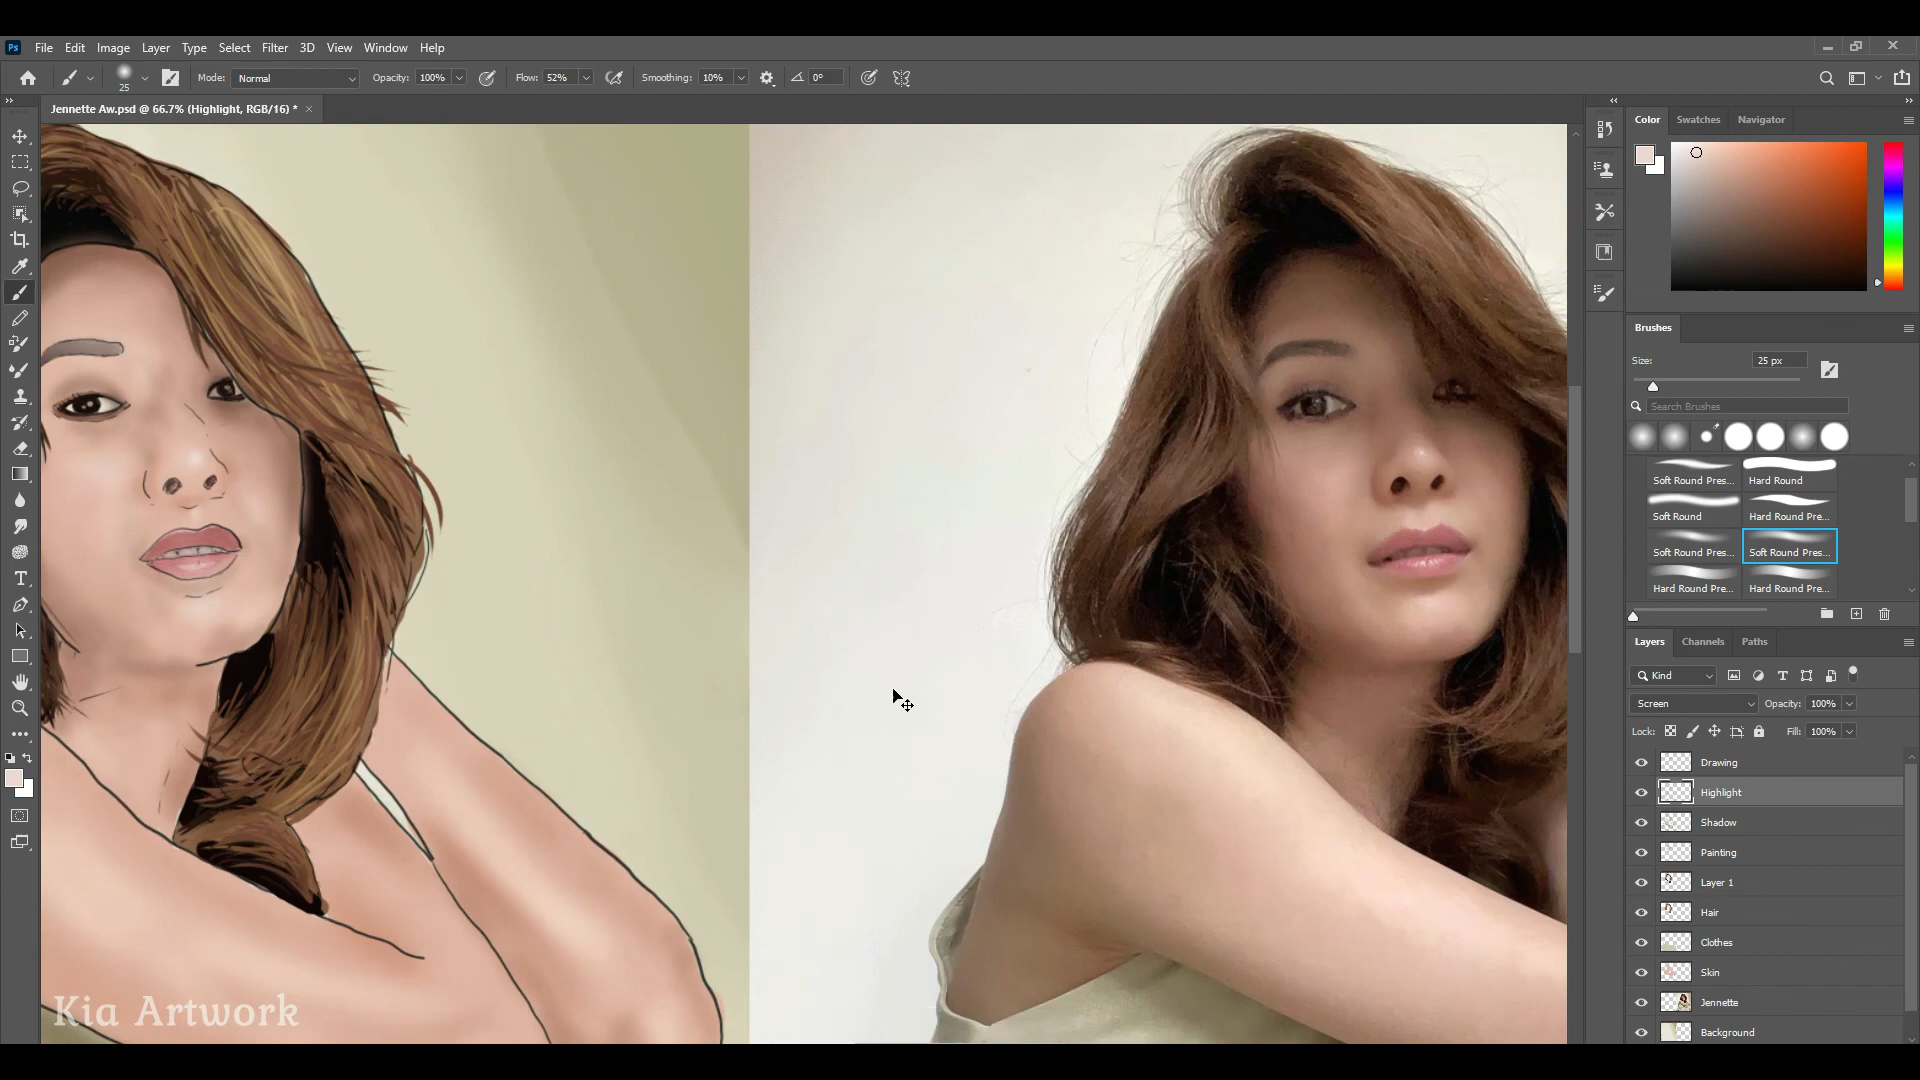 Ps File Edit Image Layer Type Select Filter 3D View Window Help
25 Mode: Normal Opacity: 100% Flow: 52% Smoothing: 10% 0°
Jennette Aw.psd @ 66.7% (Highlight, RGB/16) * ×
Color Swatches Navigator
Brushes
Size: 25 px
Search Brushes
Soft Round Pres... Hard Round
Soft Round Hard Round Pre...
Soft Round Pres... Soft Round Pres...
Hard Round Pre... Hard Round Pre...
Layers Channels Paths
Kind
Screen Opacity: 100%
Lock: Fill: 100%
Drawing
Highlight
Shadow
Painting
Layer 1
Hair
Clothes
Skin
Jennette
Background
Kia Artwork